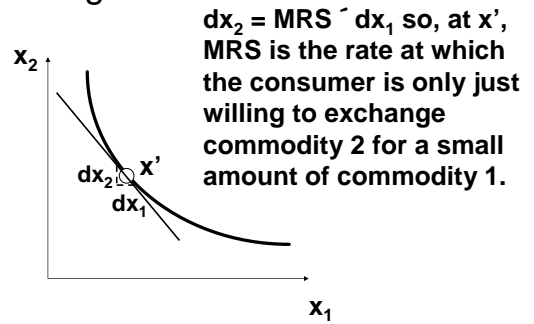 dx2 = MRS ´ dx1 so, at x’,
MRS is the rate at which
the consumer is only just
willing to exchange
commodity 2 for a small
amount of commodity 1.
x2
x’
dx2
dx1
x1